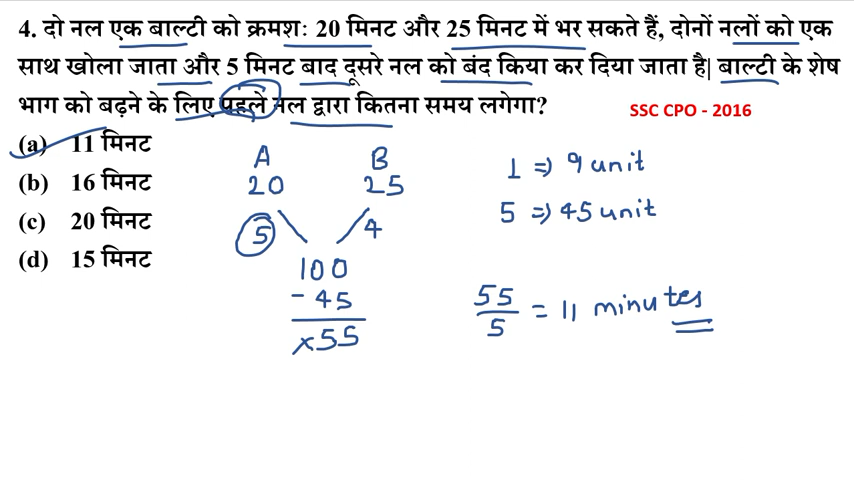 4. दो नल एक बाल्टी को क्रमशः 20 मिनट और 25 मिनट में भर सकते हैं, दोनों नलों को एक
साथ खोला जाता और 5 मिनट बाद दूसरे नल को बंद किया कर दिया जाता है| बाल्टी के शेष
भाग को बढ़ने के लिए पहले नल द्वारा कितना समय लगेगा?
SSC CPO - 2016
(a) 11 मिनट
(b) 16 मिनट
(c) 20 मिनट
(d) 15 मिनट
A B
20 25
5 4
100
- 45
x55
1 => 9 unit
5 => 45 unit
55/5 = 11 minutes